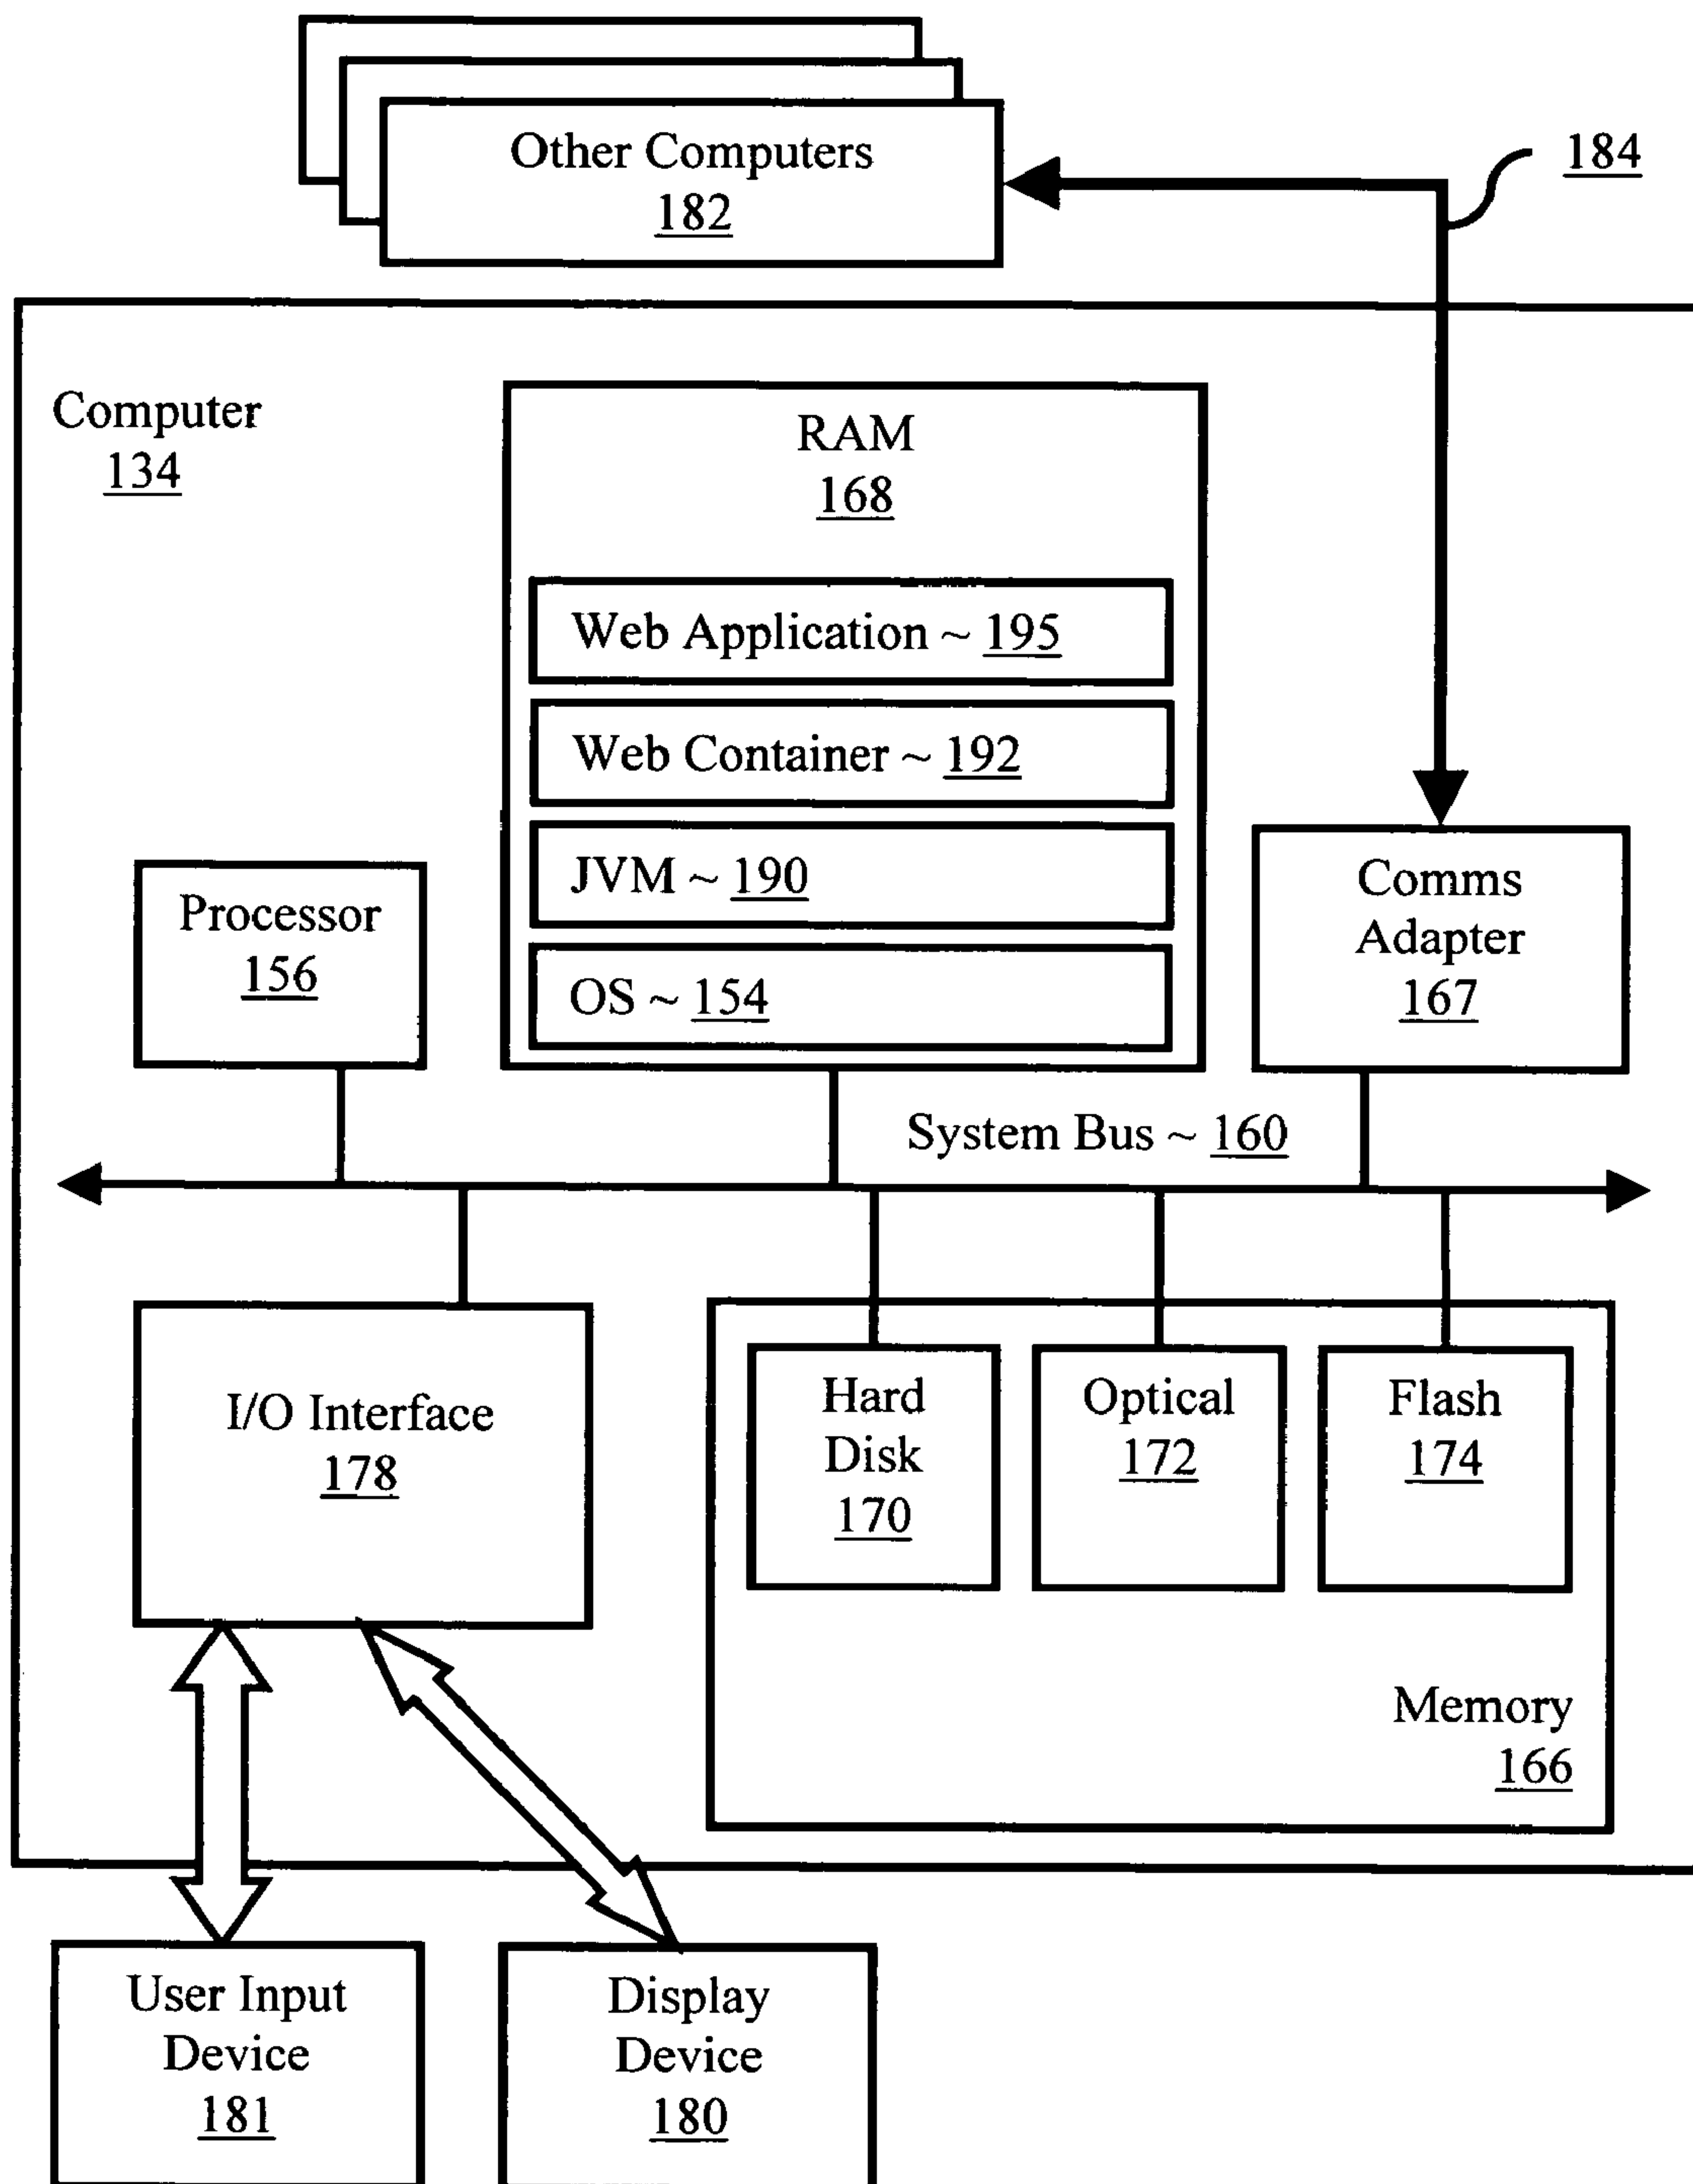 Other Computers
182
184
Computer
134
RAM
168
Web Application ~ 195
Web Container ~ 192
JVM ~ 190
OS ~ 154
Processor
156
Comms
Adapter
167
System Bus ~ 160
I/O Interface
178
Hard
Disk
170
Optical
172
Flash
174
Memory
166
User Input
Device
181
Display
Device
180